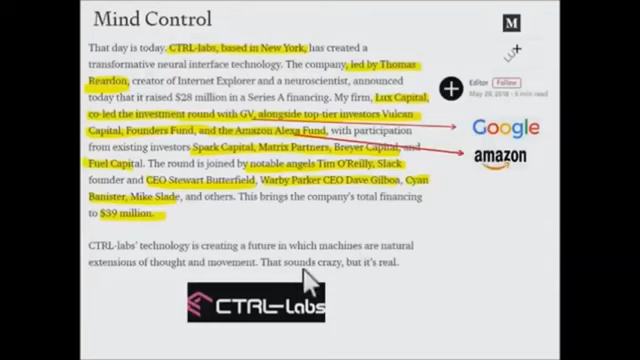 Mind Control
That day is today. CTRL-labs, based in New York, has created a
transformative neural interface technology. The company, led by Thomas
Reardon, creator of Internet Explorer and a neuroscientist, announced
today that it raised $28 million in a Series A financing. My firm, Lux Capital,
co-led the investment round with GV, alongside top-tier investors Vulcan
Capital, Founders Fund, and the Amazon Alexa Fund, with participation
from existing investors Spark Capital, Matrix Partners, Breyer Capital, and
Fuel Capital. The round is joined by notable angels Tim O'Reilly, Slack
founder and CEO Stewart Butterfield, Warby Parker CEO Dave Gilboa, Cyan
Banister, Mike Slade, and others. This brings the company's total financing
to $39 million.
CTRL-labs' technology is creating a future in which machines are natural
extensions of thought and movement. That sounds crazy, but it's real.
CTRL-Labs
M
LUX
Editor Follow
May 29, 2018 · 5 min read
Google
amazon